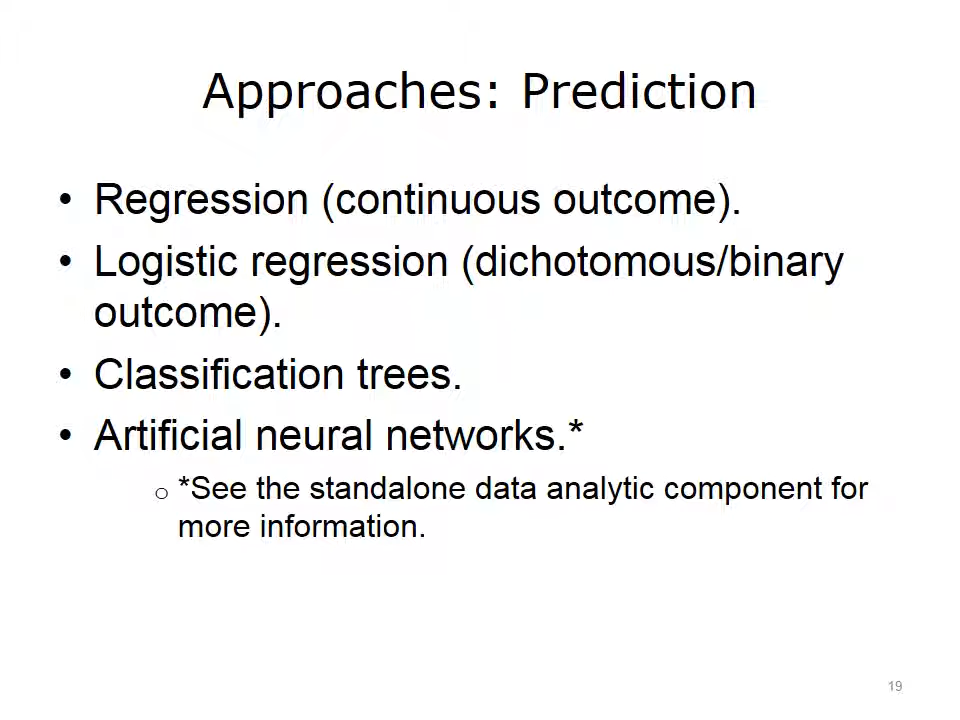 Approaches: Prediction
• Regression (continuous outcome).
• Logistic regression (dichotomous/binary
outcome).
• Classification trees.
• Artificial neural networks.*
○ *See the standalone data analytic component for
more information.
19